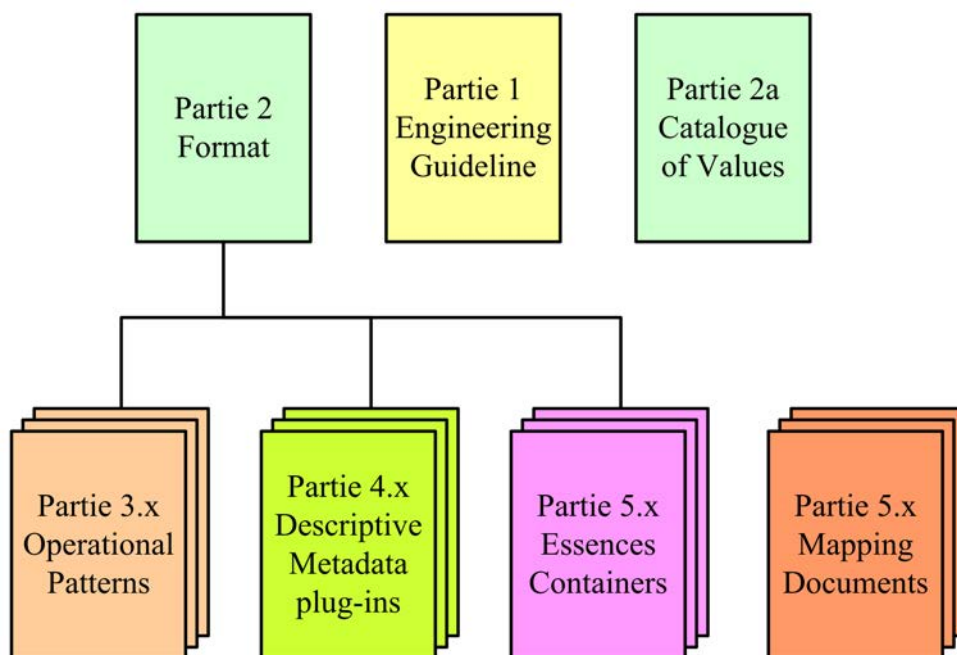 Partie 2
Format
Partie 1
Engineering
Guideline
Partie 2a
Catalogue
of Values
Partie 3.x
Operational
Patterns
Partie 4.x
Descriptive
Metadata
plug-ins
Partie 5.x
Essences
Containers
Partie 5.x
Mapping
Documents